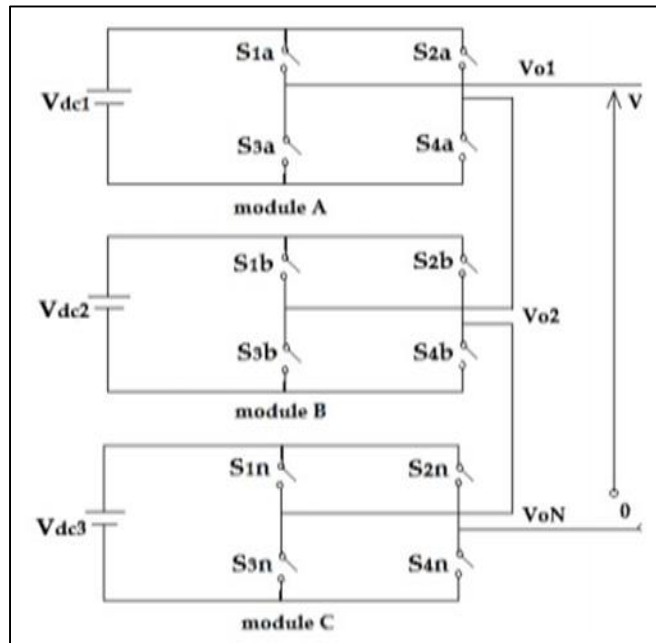 S1a
S2a
Vo1
Vdc1
V
S3a
S4a
module A
S1b
S2b
Vdc2
Vo2
S3b
S4b
module B
S1n
S2n
Vdc3
VoN
0
S3n
S4n
module C